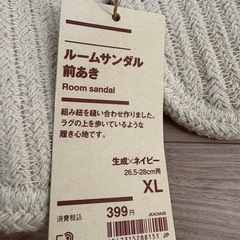 ルームサンダル
前あき
Room sandal
組み紐を縫い合わせ作りました。
ラグの上を歩いているような
履き心地です。
生成×ネイビー
26.5-28cm用
XL
消費税込
399円
JP